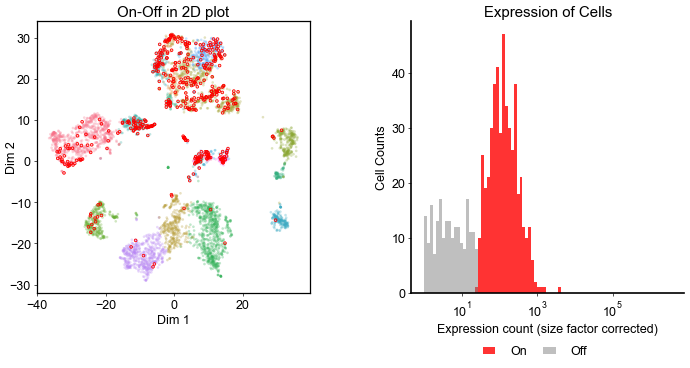 On-Off in 2D plot
30
20
10
0
−10
−20
−30
Dim 2
−40
−20
0
20
Dim 1
Expression of Cells
40
30
20
10
0
Cell Counts
10^1
10^3
10^5
Expression count (size factor corrected)
On
Off